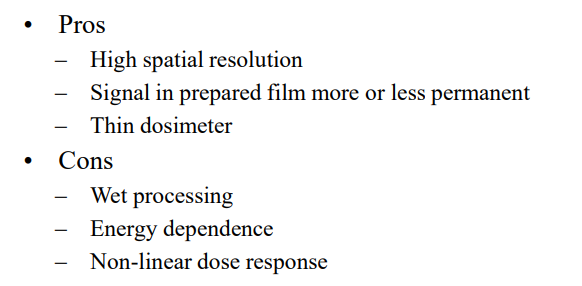 • Pros
– High spatial resolution
– Signal in prepared film more or less permanent
– Thin dosimeter
• Cons
– Wet processing
– Energy dependence
– Non-linear dose response